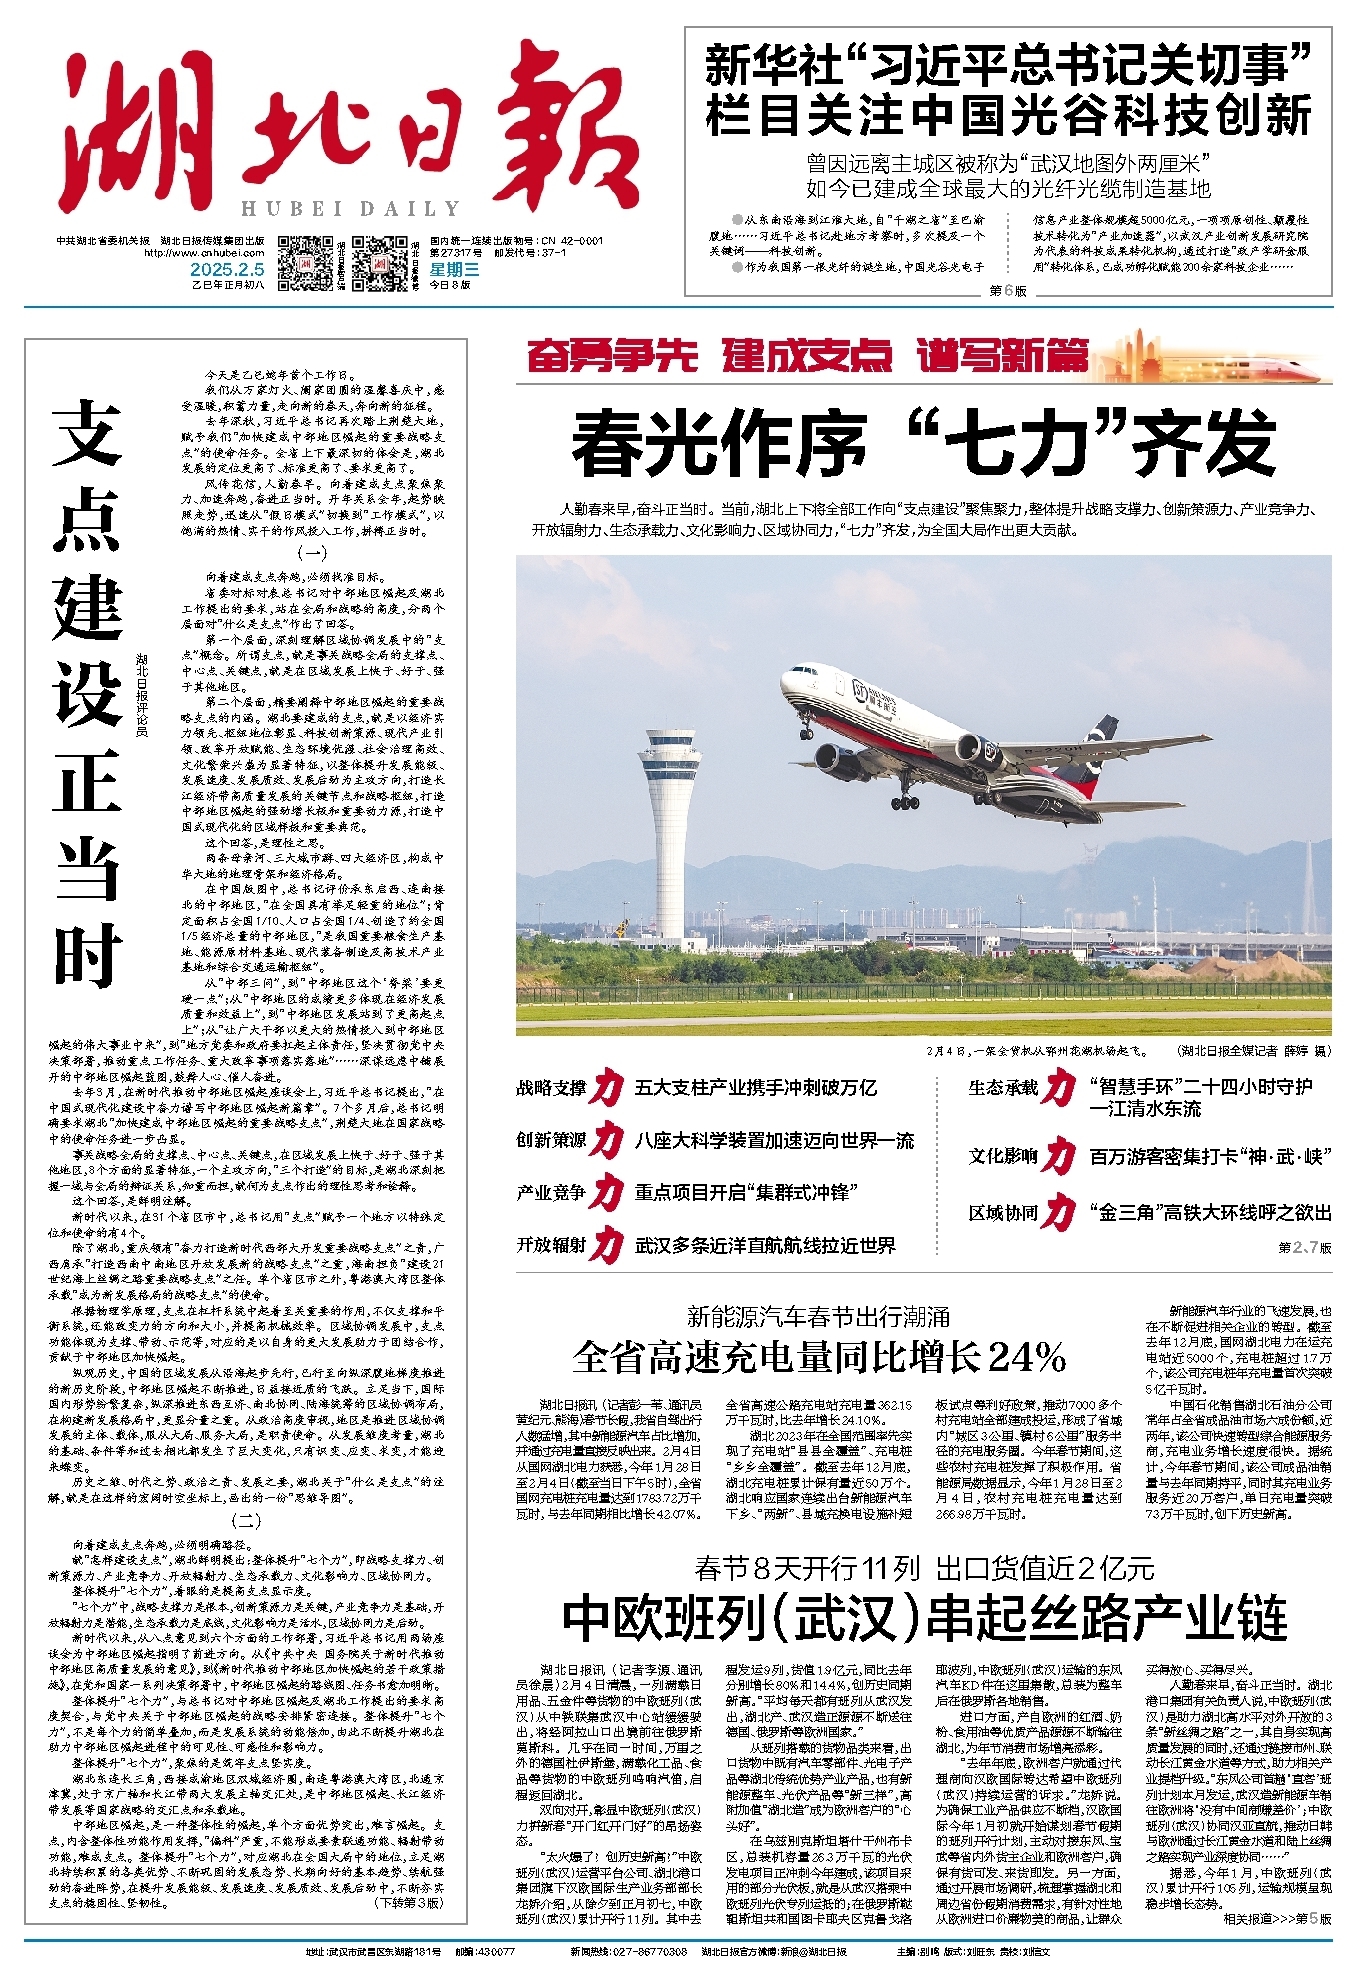 湖北日報
HUBEI DAILY
中共湖北省委机关报 湖北日报传媒集团出版
http://www.cnhubei.com
2025.2.5
乙巳年正月初八
国内统一连续出版物号:CN 42-0001
第27317号 邮发代号:37-1
星期三
今日8版
新华社“习近平总书记关切事”
栏目关注中国光谷科技创新
曾因远离主城区被称为“武汉地图外两厘米”
如今已建成全球最大的光纤光缆制造基地
●从东南沿海到江淮大地,自“千湖之省”至巴渝
腹地……习近平总书记赴地方考察时,多次提及一个
关键词——科技创新。
●作为我国第一根光纤的诞生地,中国光谷光电子
信息产业整体规模超5000亿元,一项项原创性、颠覆性
技术转化为“产业加速器”,以武汉产业创新发展研究院
为代表的科技成果转化机构,通过打造“政产学研金服
用”转化体系,已成功孵化赋能200余家科技企业……
第6版
支点建设正当时
湖北日报评论员
今天是乙巳蛇年首个工作日。
我们从万家灯火、阖家团圆的温馨喜庆中,感
受温暖,积蓄力量,走向新的春天,奔向新的征程。
去年深秋,习近平总书记再次踏上荆楚大地,
赋予我们“加快建成中部地区崛起的重要战略支
点”的使命任务。全省上下最深切的体会是,湖北
发展的定位更高了、标准更高了、要求更高了。
风传花信,人勤春早。向着建成支点聚焦聚
力、加速奔跑,奋进正当时。开年关系全年,起势映
照走势,迅速从“假日模式”切换到“工作模式”,以
饱满的热情、实干的作风投入工作,拼搏正当时。
(一)
向着建成支点奔跑,必须找准目标。
省委对标对表总书记对中部地区崛起及湖北
工作提出的要求,站在全局和战略的高度,分两个
层面对“什么是支点”作出了回答。
第一个层面,深刻理解区域协调发展中的“支
点”概念。所谓支点,就是事关战略全局的支撑点、
中心点、关键点,就是在区域发展上快于、好于、强
于其他地区。
第二个层面,精要阐释中部地区崛起的重要战
略支点的内涵。湖北要建成的支点,就是以经济实
力领先、枢纽地位彰显、科技创新策源、现代产业引
领、改革开放赋能、生态环境优渥、社会治理高效、
文化繁荣兴盛为显著特征,以整体提升发展能级、
发展速度、发展质效、发展后劲为主攻方向,打造长
江经济带高质量发展的关键节点和战略枢纽,打造
中部地区崛起的强劲增长极和重要动力源,打造中
国式现代化的区域样板和重要典范。
这个回答,是理性之思。
两条母亲河、三大城市群、四大经济区,构成中
华大地的地理骨架和经济格局。
在中国版图中,总书记评价承东启西、连南接
北的中部地区,“在全国具有举足轻重的地位”;肯
定面积占全国1/10、人口占全国1/4、创造了约全国
1/5经济总量的中部地区,“是我国重要粮食生产基
地、能源原材料基地、现代装备制造及高技术产业
基地和综合交通运输枢纽”。
从“中部三问”,到“中部地区这个‘脊梁’要更
硬一点”;从“中部地区的成绩更多体现在经济发展
质量和效益上”,到“中部地区发展站到了更高起点
上”;从“让广大干部以更大的热情投入到中部地区
崛起的伟大事业中来”,到“地方党委和政府要扛起主体责任,坚决贯彻党中央
决策部署,推动重点工作任务、重大改革事项落实落地”……深谋远虑中铺展
开的中部地区崛起蓝图,鼓舞人心、催人奋进。
去年3月,在新时代推动中部地区崛起座谈会上,习近平总书记提出,“在
中国式现代化建设中奋力谱写中部地区崛起新篇章”。7个多月后,总书记明
确要求湖北“加快建成中部地区崛起的重要战略支点”,荆楚大地在国家战略
中的使命任务进一步凸显。
事关战略全局的支撑点、中心点、关键点,在区域发展上快于、好于、强于其
他地区,8个方面的显著特征,一个主攻方向,“三个打造”的目标,是湖北深刻把
握一域与全局的辩证关系,知重而担,就何为支点作出的理性思考和诠释。
这个回答,是鲜明注解。
新时代以来,在31个省区市中,总书记用“支点”赋予一个地方以特殊定
位和使命的有4个。
除了湖北,重庆领有“奋力打造新时代西部大开发重要战略支点”之责,广
西肩承“打造西南中南地区开放发展新的战略支点”之重,海南担负“建设21
世纪海上丝绸之路重要战略支点”之任。单个省区市之外,粤港澳大湾区整体
承载“成为新发展格局的战略支点”的使命。
根据物理学原理,支点在杠杆系统中起着至关重要的作用,不仅支撑和平
衡系统,还能改变力的方向和大小,并提高机械效率。区域协调发展中,支点
功能体现为支撑、带动、示范等,对应的是以自身的更大发展助力于团结合作,
贡献于中部地区加快崛起。
纵观历史,中国的区域发展从沿海起步先行,已行至向纵深腹地梯度推进
的新历史阶段,中部地区崛起不断推进,日益接近质的飞跃。立足当下,国际
国内形势纷繁复杂,纵深推进东西互济、南北协同、陆海统筹的区域协调布局,
在构建新发展格局中,更显分量之重。从政治高度审视,地区是推进区域协调
发展的主体、载体,服从大局、服务大局,是职责使命。从发展维度考量,湖北
的基础、条件等和过去相比都发生了巨大变化,只有识变、应变、求变,才能迎
来蝶变。
历史之维、时代之势、政治之责、发展之要,湖北关于“什么是支点”的注
解,就是在这样的宏阔时空坐标上,画出的一份“思维导图”。
(二)
向着建成支点奔跑,必须明确路径。
就“怎样建设支点”,湖北鲜明提出:整体提升“七个力”,即战略支撑力、创
新策源力、产业竞争力、开放辐射力、生态承载力、文化影响力、区域协同力。
整体提升“七个力”,着眼的是提高支点显示度。
“七个力”中,战略支撑力是根本,创新策源力是关键,产业竞争力是基础,开
放辐射力是潜能,生态承载力是底线,文化影响力是活水,区域协同力是后劲。
新时代以来,从八点意见到六个方面的工作部署,习近平总书记用两场座
谈会为中部地区崛起指明了前进方向。从《中共中央 国务院关于新时代推动
中部地区高质量发展的意见》,到《新时代推动中部地区加快崛起的若干政策措
施》,在党和国家一系列决策部署中,中部地区崛起的路线图、任务书愈加明晰。
整体提升“七个力”,与总书记对中部地区崛起及湖北工作提出的要求高
度契合,与党中央关于中部地区崛起的战略安排紧密连接。整体提升“七个
力”,不是每个力的简单叠加,而是发展系统的动能倍加,由此不断提升湖北在
助力中部地区崛起进程中的可见性、可感性和影响力。
整体提升“七个力”,聚焦的是筑牢支点坚实度。
湖北东连长三角,西接成渝地区双城经济圈,南连粤港澳大湾区,北通京
津冀,处于京广轴和长江带两大发展主轴交汇处,是中部地区崛起、长江经济
带发展等国家战略的交汇点和承载地。
中部地区崛起,是一种整体性的崛起,单个方面优势突出,难言崛起。支
点,内含整体性功能作用发挥,“偏科”严重,不能形成要素联通功能、辐射带动
功能,难成支点。整体提升“七个力”,对应湖北在全国大局中的地位,立足湖
北持续积累的各类优势、不断巩固的发展态势、长期向好的基本趋势、续航强
劲的奋进阵势,在提升发展能级、发展速度、发展质效、发展后劲中,不断夯实
支点的稳固性、坚韧性。 (下转第3版)
奋勇争先 建成支点 谱写新篇
春光作序 “七力”齐发
人勤春来早,奋斗正当时。当前,湖北上下将全部工作向“支点建设”聚焦聚力,整体提升战略支撑力、创新策源力、产业竞争力、
开放辐射力、生态承载力、文化影响力、区域协同力,“七力”齐发,为全国大局作出更大贡献。
2月4日,一架全货机从鄂州花湖机场起飞。 (湖北日报全媒记者 薛婷 摄)
战略支撑力 五大支柱产业携手冲刺破万亿
创新策源力 八座大科学装置加速迈向世界一流
产业竞争力 重点项目开启“集群式冲锋”
开放辐射力 武汉多条近洋直航航线拉近世界
生态承载力 “智慧手环”二十四小时守护
一江清水东流
文化影响力 百万游客密集打卡“神·武·峡”
区域协同力 “金三角”高铁大环线呼之欲出
第2、7版
新能源汽车春节出行潮涌
全省高速充电量同比增长24%
湖北日报讯 (记者彭一苇、通讯员
莫纪元、熊海)春节长假,我省自驾出行
人数猛增,其中新能源汽车占比增加,
并通过充电量直接反映出来。2月4日
从国网湖北电力获悉,今年1月28日
至2月4日(截至当日下午5时),全省
国网充电桩充电量达到1783.72万千
瓦时,与去年同期相比增长42.07%。
全省高速公路充电站充电量362.15
万千瓦时,比去年增长24.10%。
湖北2023年在全国范围率先实
现了充电站“县县全覆盖”、充电桩
“乡乡全覆盖”。截至去年12月底,
湖北充电桩累计保有量近50万个。
湖北响应国家连续出台新能源汽车
下乡、“两新”、县域充换电设施补短
板试点等利好政策,推动7000多个
村充电站全部建成投运,形成了省域
内“城区3公里、镇村6公里”服务半
径的充电服务圈。今年春节期间,这
些农村充电桩发挥了积极作用。省
能源局数据显示,今年1月28日至2
月4日,农村充电桩充电量达到
266.98万千瓦时。
新能源汽车行业的飞速发展,也
在不断促进相关企业的转型。截至
去年12月底,国网湖北电力在运充
电站近5000个,充电桩超过1.7万
个,该公司充电桩年充电量首次突破
5亿千瓦时。
中国石化销售湖北石油分公司
常年占全省成品油市场六成份额,近
两年,该公司快速转型综合能源服务
商,充电业务增长速度很快。据统
计,今年春节期间,该公司成品油销
量与去年同期持平,同时其充电业务
服务近20万客户,单日充电量突破
73万千瓦时,创下历史新高。
春节8天开行11列 出口货值近2亿元
中欧班列(武汉)串起丝路产业链
湖北日报讯 (记者李源、通讯
员徐晨)2月4日清晨,一列满载日
用品、五金件等货物的中欧班列(武
汉)从中铁联集武汉中心站缓缓驶
出,将经阿拉山口出境前往俄罗斯
莫斯科。几乎在同一时间,万里之
外的德国杜伊斯堡,满载化工品、食
品等货物的中欧班列鸣响汽笛,启
程返回湖北。
双向对开,彰显中欧班列(武汉)
力拼新春“开门红开门好”的昂扬姿
态。
“太火爆了！创历史新高!”中欧
班列(武汉)运营平台公司、湖北港口
集团旗下汉欧国际生产业务部部长
龙娇介绍,从除夕到正月初七,中欧
班列(武汉)累计开行11列。其中去
程发运9列,货值1.9亿元,同比去年
分别增长80%和14.4%,创历史同期
新高。“平均每天都有班列从武汉发
出,湖北产、武汉造正源源不断送往
德国、俄罗斯等欧洲国家。”
从班列搭载的货物品类来看,出
口货物中既有汽车零部件、光电子产
品等湖北传统优势产业产品,也有新
能源整车、光伏产品等“新三样”,高
附加值“湖北造”成为欧洲客户的“心
头好”。
在乌兹别克斯坦塔什干州布卡
区,总装机容量26.3万千瓦的光伏
发电项目正冲刺今年建成,该项目采
用的部分光伏板,就是从武汉搭乘中
欧班列光伏专列运抵的;在俄罗斯鞑
靼斯坦共和国图卡耶夫区克鲁戈洛
耶波列,中欧班列(武汉)运输的东风
汽车KD件在这里集散,总装为整车
后在俄罗斯各地销售。
进口方面,产自欧洲的红酒、奶
粉、食用油等优质产品源源不断输往
湖北,为年节消费市场增亮添彩。
“去年年底,欧洲客户就通过代
理商向汉欧国际转达希望中欧班列
(武汉)持续运营的诉求。”龙娇说。
为确保工业产品供应不断档,汉欧国
际今年1月初就开始谋划春节假期
的班列开行计划,主动对接东风、宝
武等省内外货主企业和欧洲客户,确
保有货可发、来货即发。另一方面,
通过开展市场调研,梳理掌握湖北和
周边省份假期消费需求,有针对性地
从欧洲进口价廉物美的商品,让群众
买得放心、买得尽兴。
人勤春来早,奋斗正当时。湖北
港口集团有关负责人说,中欧班列(武
汉)是助力湖北高水平对外开放的3
条“新丝绸之路”之一,其自身实现高
质量发展的同时,还通过链接市州、联
动长江黄金水道等方式,助力相关产
业提档升级。“东风公司首趟‘直客’班
列计划本月发运,武汉造新能源车销
往欧洲将‘没有中间商赚差价’;中欧
班列(武汉)协同汉亚直航,推动日韩
与欧洲通过长江黄金水道和陆上丝绸
之路实现产业深度协同……”
据悉,今年1月,中欧班列(武
汉)累计开行105列,运输规模呈现
稳步增长态势。
相关报道>>>第5版
地址:武汉市武昌区东湖路181号 邮编:430077 新闻热线:027-86770308 湖北日报官方微博:新浪@湖北日报 主编:别鸣 版式:刘旺东 责校:刘信文